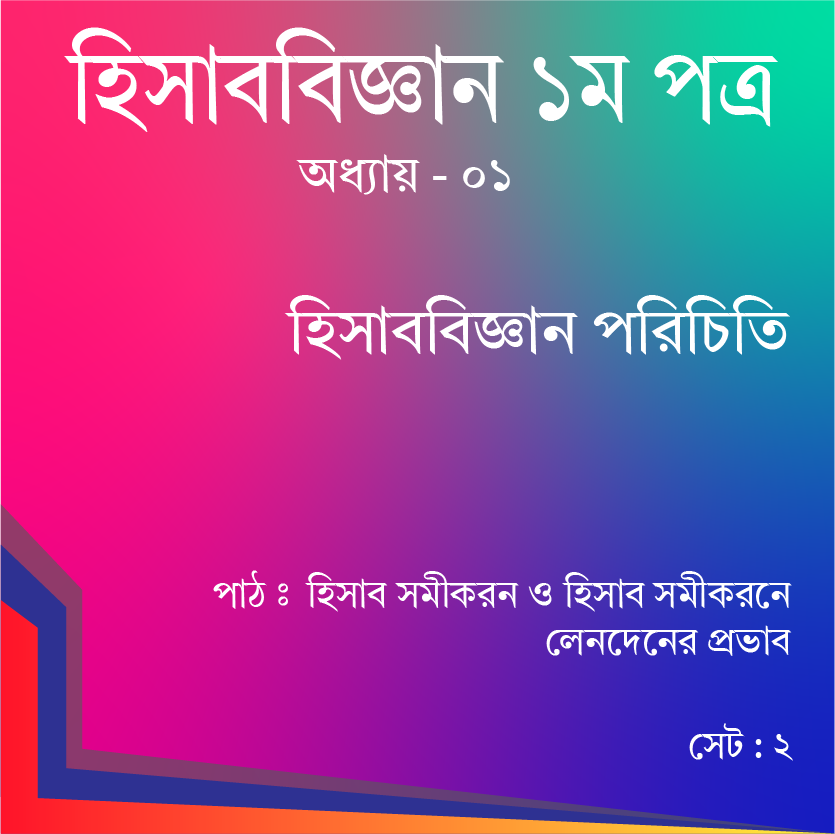 হিসাববিজ্ঞান ১ম পত্র
অধ্যায় - ০১
হিসাববিজ্ঞান পরিচিতি
পাঠ ঃ হিসাব সমীকরন ও হিসাব সমীকরনে
লেনদেনের প্রভাব
সেট : ২